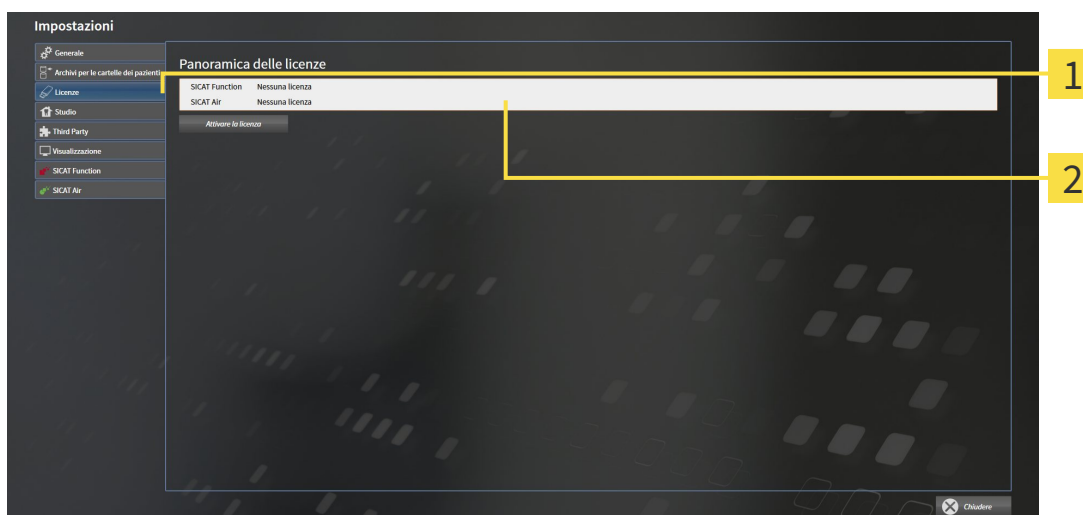 Impostazioni
Generale
Archivi per le cartelle dei pazienti
Licenze
Studio
Third Party
Visualizzazione
SICAT Function
SICAT Air
Panoramica delle licenze
SICAT Function Nessuna licenza
SICAT Air Nessuna licenza
Attivare la licenza
1
2
Chiudere